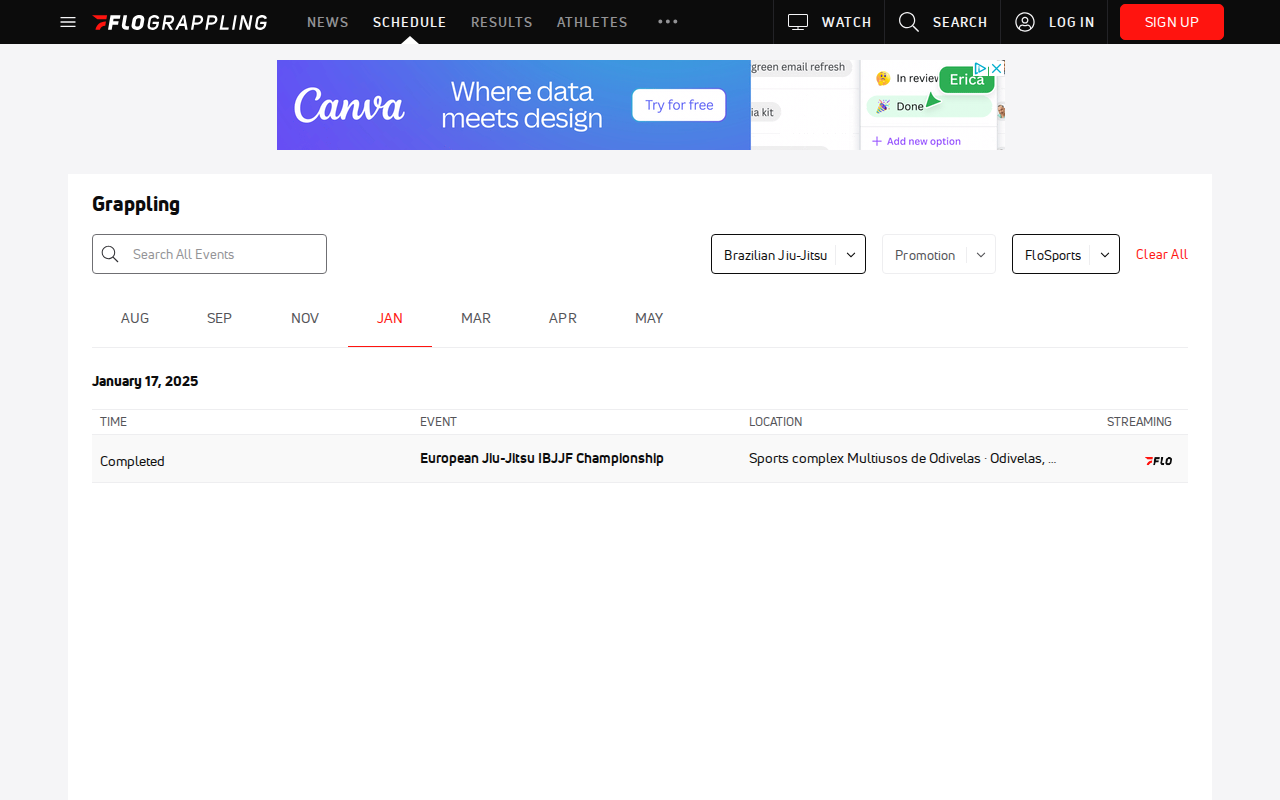 FLOGRAPPLING
NEWS
SCHEDULE
RESULTS
ATHLETES
WATCH
SEARCH
LOG IN
SIGN UP
Canva
Where data
meets design
Try for free
green email refresh
ia kit
In review
Erica
Done
Add new option
Grappling
Search All Events
Brazilian Jiu-Jitsu
Promotion
FloSports
Clear All
AUG
SEP
NOV
JAN
MAR
APR
MAY
January 17, 2025
TIME
EVENT
LOCATION
STREAMING
Completed
European Jiu-Jitsu IBJJF Championship
Sports complex Multiusos de Odivelas · Odivelas, ...
FLO